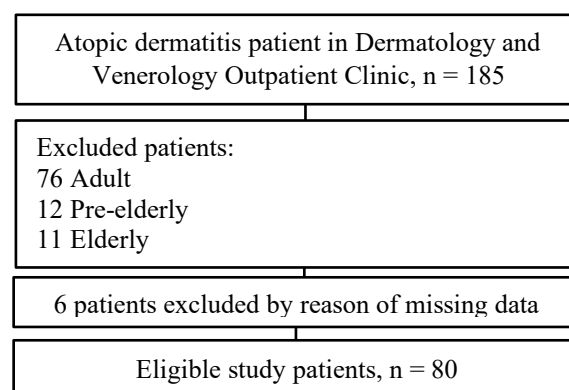 Atopic dermatitis patient in Dermatology and
Venerology Outpatient Clinic, n = 185
Excluded patients:
76 Adult
12 Pre-elderly
11 Elderly
6 patients excluded by reason of missing data
Eligible study patients, n = 80